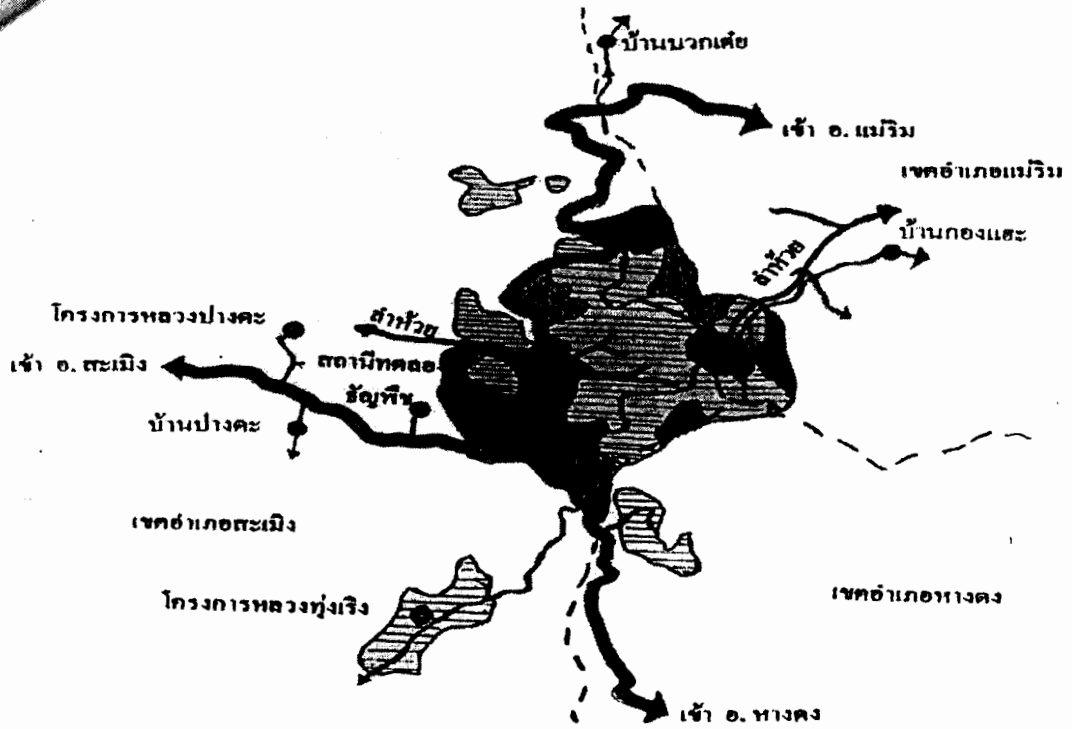 บ้านนวกเต๋ย
เข้า อ. แม่ริม
เขตอำเภอแม่ริม
บ้านกองแฮะ
ลำห้วย
โครงการหลวงปางดะ
ลำห้วย
เข้า อ. สะเมิง
สถานีทดลอง
ธัญพืช
บ้านปางดะ
เขตอำเภอสะเมิง
โครงการหลวงทุ่งเริง
เขตอำเภอหางดง
เข้า อ. หางดง